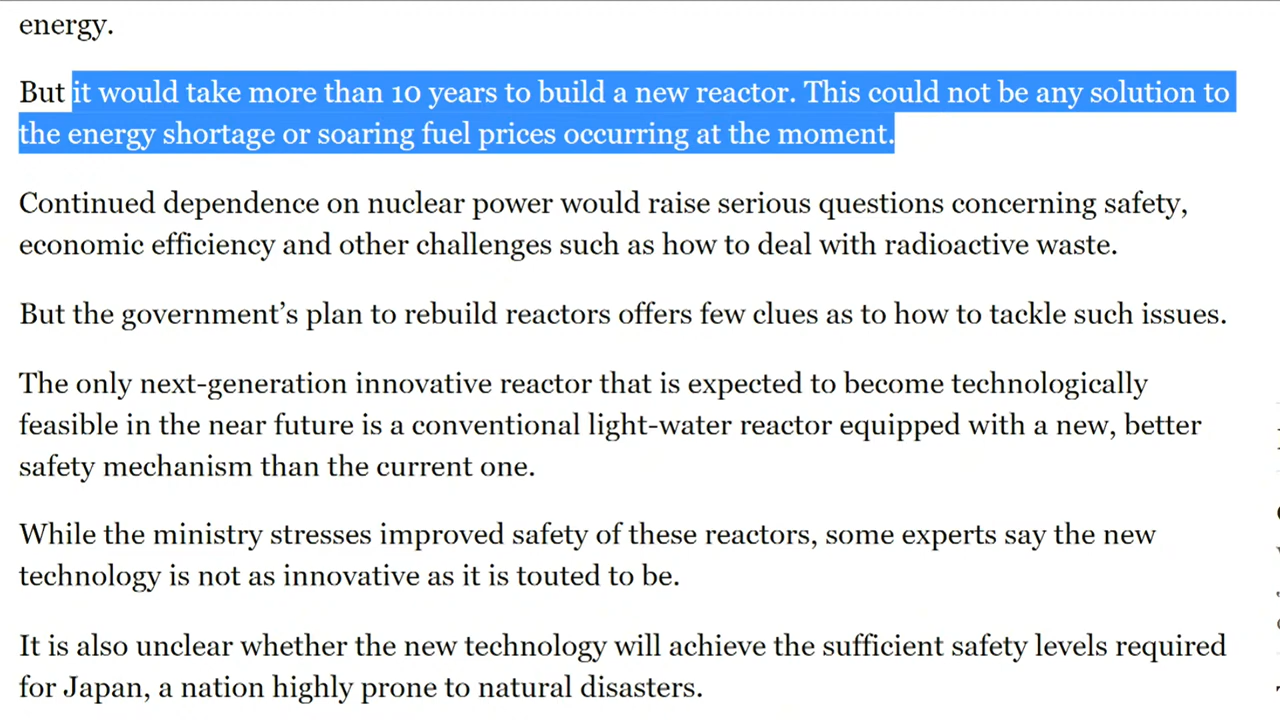 energy.
But it would take more than 10 years to build a new reactor. This could not be any solution to
the energy shortage or soaring fuel prices occurring at the moment.
Continued dependence on nuclear power would raise serious questions concerning safety,
economic efficiency and other challenges such as how to deal with radioactive waste.
But the government’s plan to rebuild reactors offers few clues as to how to tackle such issues.
The only next-generation innovative reactor that is expected to become technologically
feasible in the near future is a conventional light-water reactor equipped with a new, better
safety mechanism than the current one.
While the ministry stresses improved safety of these reactors, some experts say the new
technology is not as innovative as it is touted to be.
It is also unclear whether the new technology will achieve the sufficient safety levels required
for Japan, a nation highly prone to natural disasters.